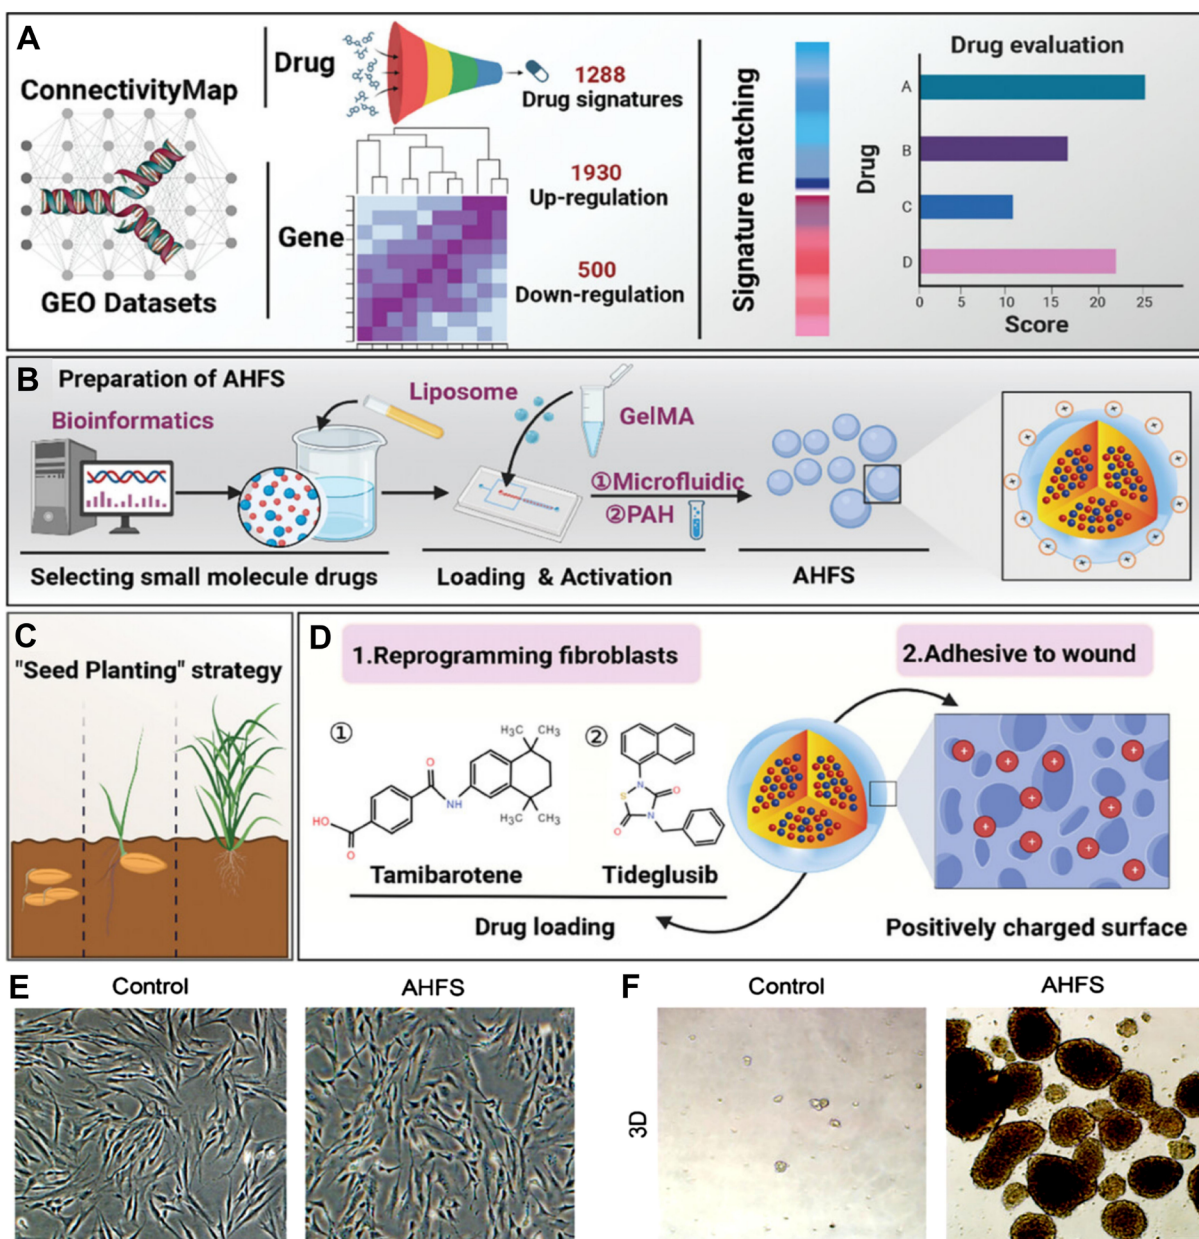 A
ConnectivityMap
GEO Datasets
Drug
1288
Drug signatures
Gene
1930
Up-regulation
500
Down-regulation
Signature matching
Drug evaluation
Drug
A
B
C
D
0 5 10 15 20 25
Score
B
Preparation of AHFS
Bioinformatics
Liposome
GelMA
①Microfluidic
②PAH
Selecting small molecule drugs
Loading & Activation
AHFS
+ + + + + + + + + + + + +
C
"Seed Planting" strategy
D
1.Reprogramming fibroblasts
2.Adhesive to wound
①
H₃C CH₃
O
NH
HO
O
H₃C CH₃
Tamibarotene
②
N
S
O
N
O
Tideglusib
Drug loading
+ + + + + + + + + +
Positively charged surface
E
Control
AHFS
F
Control
AHFS
3D